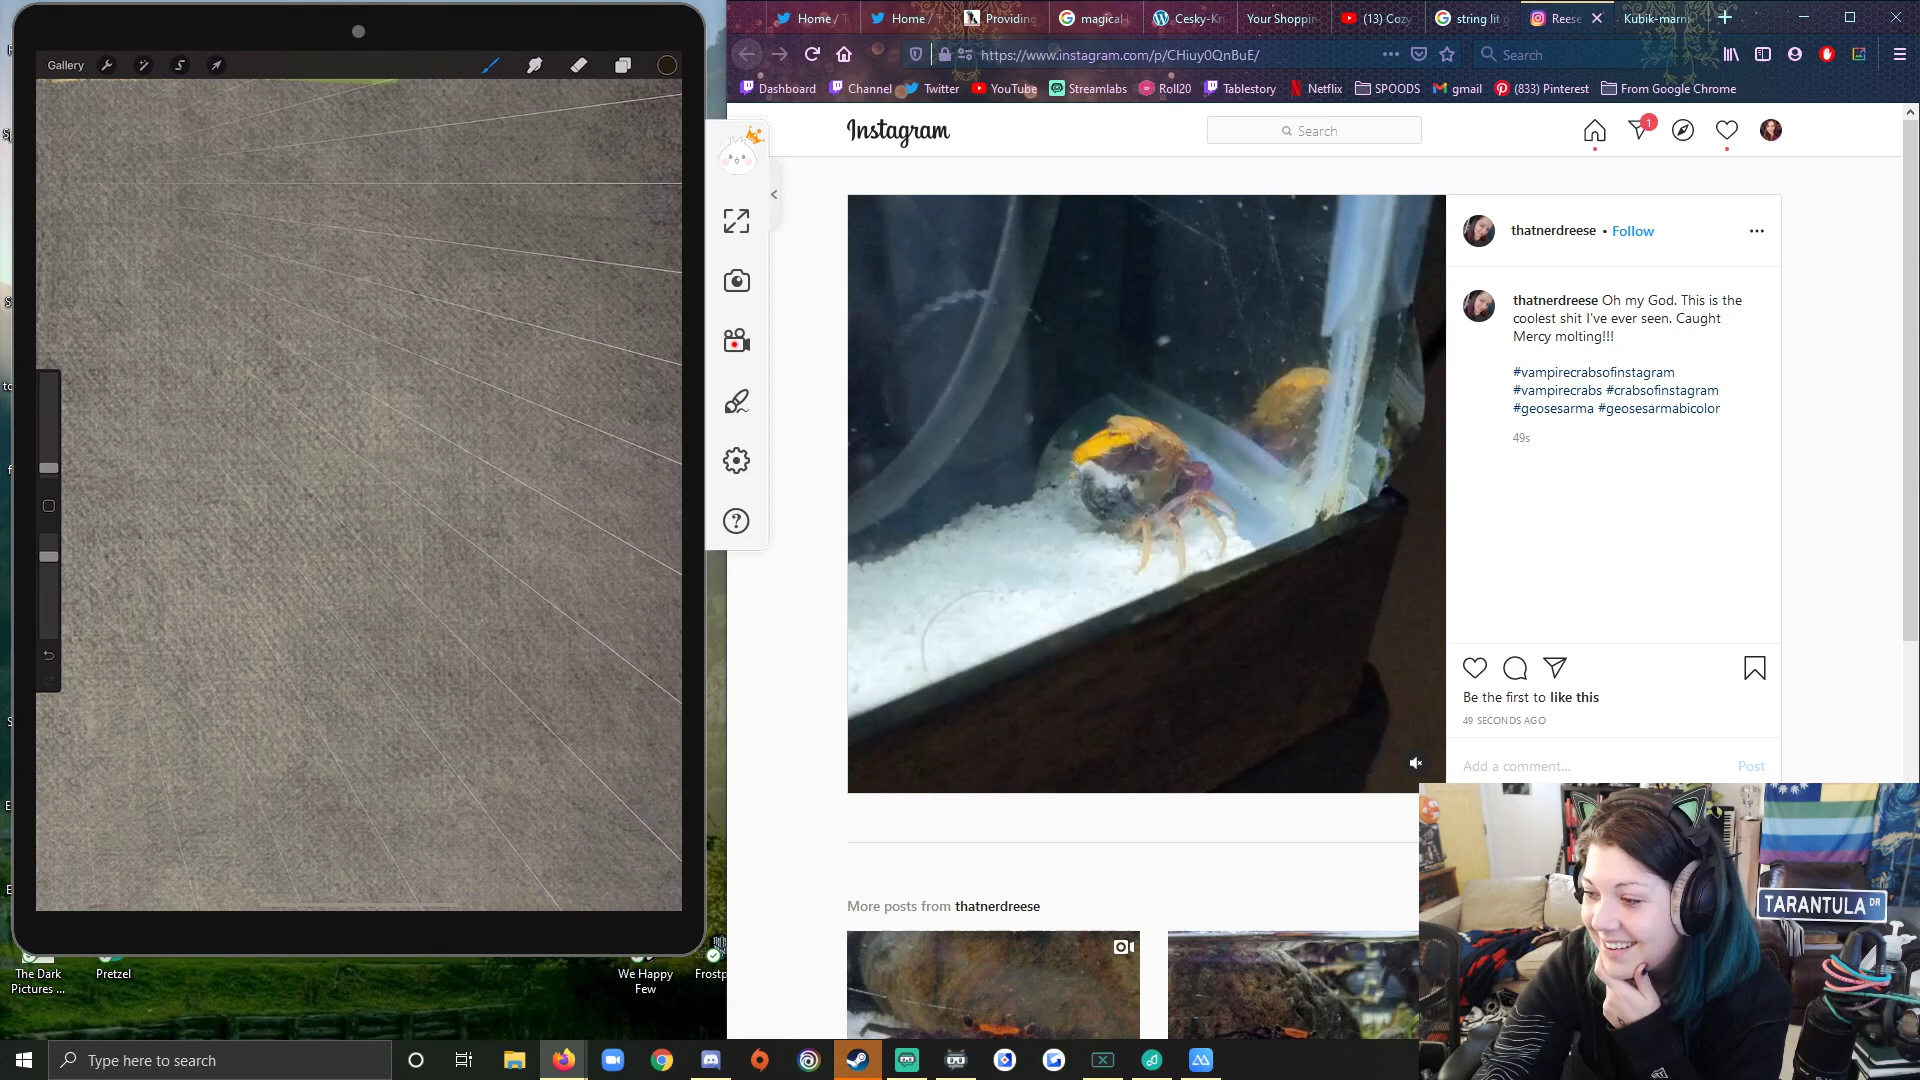 Home / T
Home / T
Providing
magical l
Cesky-Kr
Your Shoppin
(13) Cozy
string lit g
Reese
Kubik-marn
https://www.instagram.com/p/CHiuy0QnBuE/
Search
Dashboard
Channel
Twitter
YouTube
Streamlabs
Roll20
Tablestory
Netflix
SPOODS
gmail
(833) Pinterest
From Google Chrome
Gallery
Instagram
Search
1
thatnerdreese • Follow
thatnerdreese Oh my God. This is the
coolest shit I've ever seen. Caught
Mercy molting!!!
#vampirecrabsofinstagram
#vampirecrabs #crabsofinstagram
#geosesarma #geosesarmabicolor
49s
Be the first to like this
49 SECONDS AGO
Add a comment...
Post
More posts from thatnerdreese
TARANTULA DR
The Dark
Pictures ...
Pretzel
We Happy
Few
Frostp
Type here to search